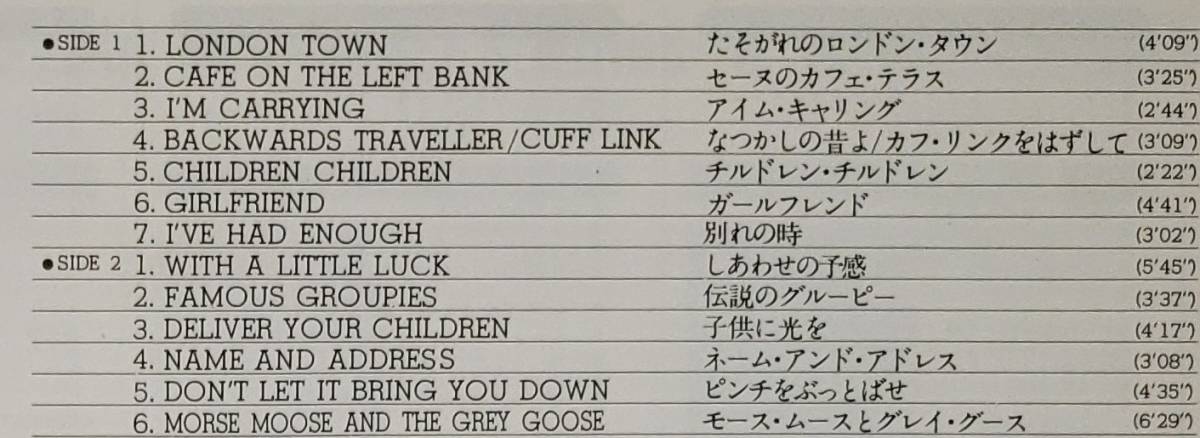 ●SIDE 1 1. LONDON TOWN たそがれのロンドン・タウン (4'09")
2. CAFE ON THE LEFT BANK セーヌのカフェ・テラス (3'25")
3. I'M CARRYING アイム・キャリング (2'44")
4. BACKWARDS TRAVELLER/CUFF LINK なつかしの昔よ/カフ・リンクをはずして (3'09")
5. CHILDREN CHILDREN チルドレン・チルドレン (2'22")
6. GIRLFRIEND ガールフレンド (4'41")
7. I'VE HAD ENOUGH 別れの時 (3'02")
●SIDE 2 1. WITH A LITTLE LUCK しあわせの予感 (5'45")
2. FAMOUS GROUPIES 伝説のグルーピー (3'37")
3. DELIVER YOUR CHILDREN 子供に光を (4'17")
4. NAME AND ADDRESS ネーム・アンド・アドレス (3'08")
5. DON'T LET IT BRING YOU DOWN ピンチをぶっとばせ (4'35")
6. MORSE MOOSE AND THE GREY GOOSE モース・ムースとグレイ・グース (6'29")